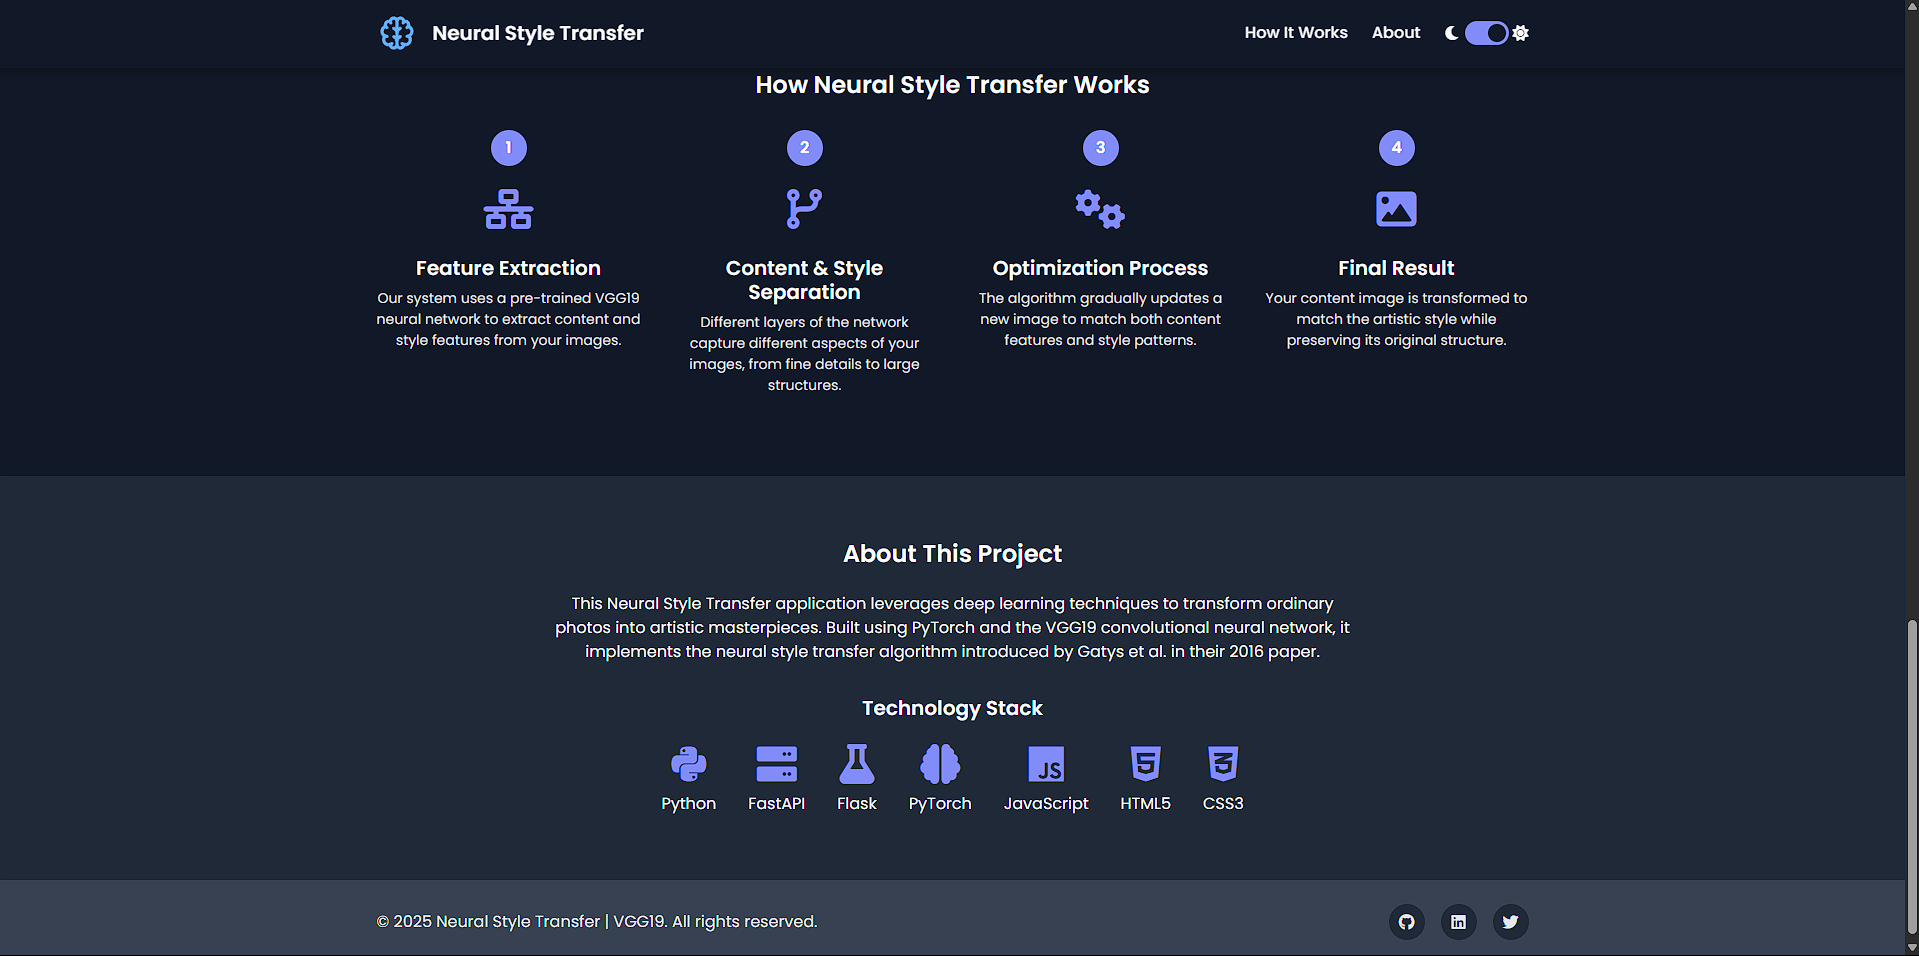 Neural Style Transfer
How It Works
About
How Neural Style Transfer Works
1
Feature Extraction
Our system uses a pre-trained VGG19
neural network to extract content and
style features from your images.
2
Content & Style
Separation
Different layers of the network
capture different aspects of your
images, from fine details to large
structures.
3
Optimization Process
The algorithm gradually updates a
new image to match both content
features and style patterns.
4
Final Result
Your content image is transformed to
match the artistic style while
preserving its original structure.
About This Project
This Neural Style Transfer application leverages deep learning techniques to transform ordinary
photos into artistic masterpieces. Built using PyTorch and the VGG19 convolutional neural network, it
implements the neural style transfer algorithm introduced by Gatys et al. in their 2016 paper.
Technology Stack
JS
5
3
Python
FastAPI
Flask
PyTorch
JavaScript
HTML5
CSS3
© 2025 Neural Style Transfer | VGG19. All rights reserved.
in